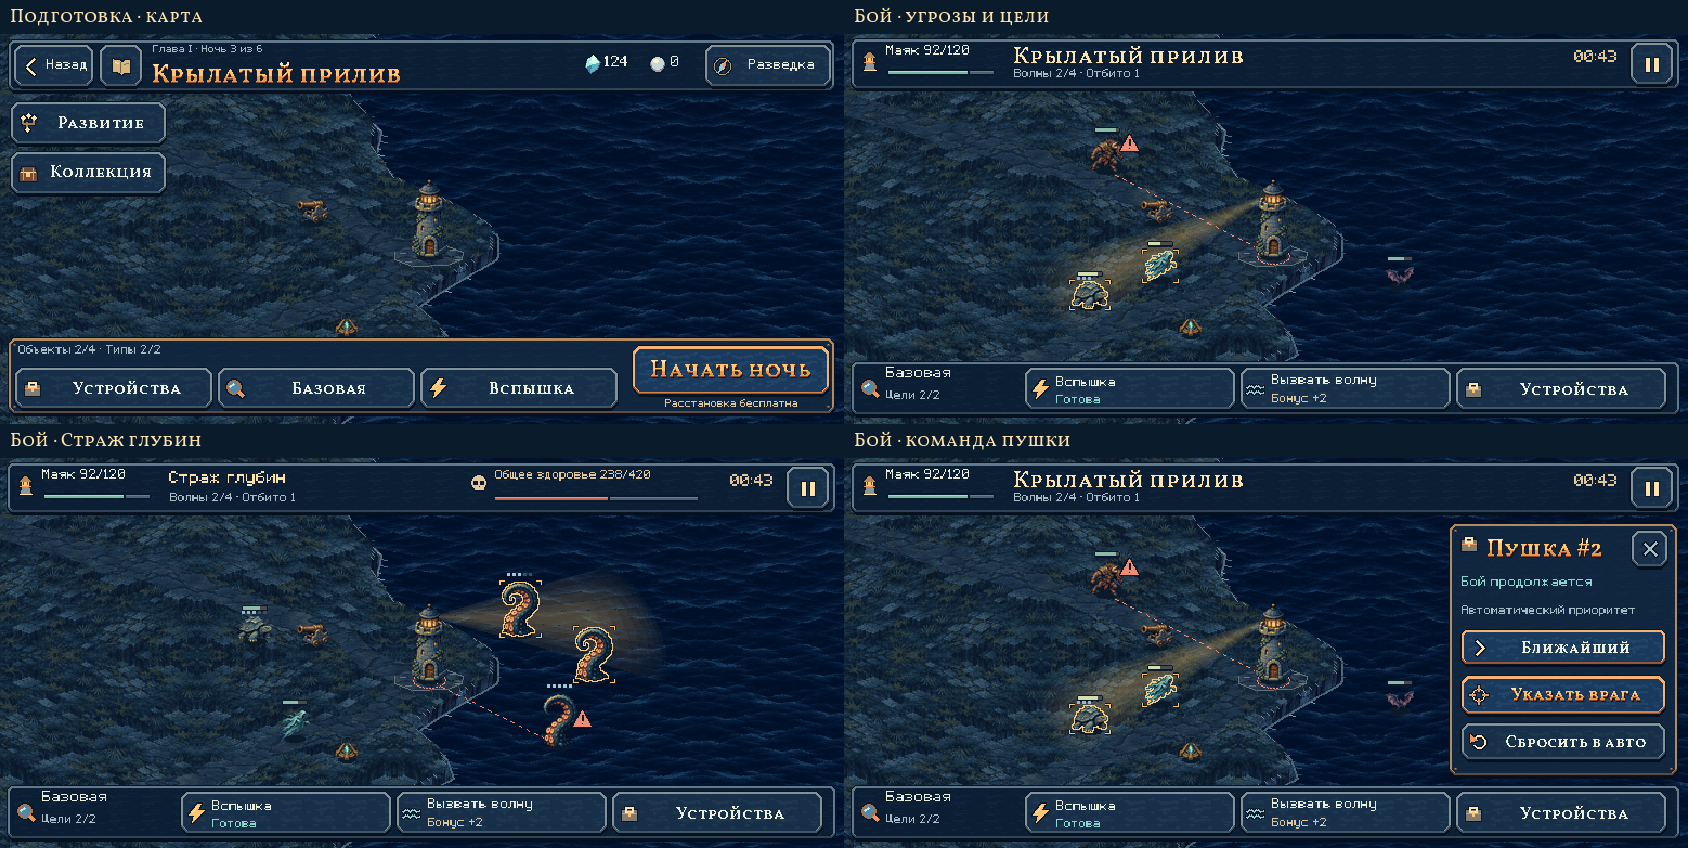 Подготовка · карта
Назад
Глава I · Ночь 3 из 6
Крылатый прилив
124
0
Разведка
Развитие
Коллекция
Объекты 2/4 · Типы 2/2
Устройства
Базовая
Вспышка
Начать ночь
Расстановка бесплатна
Бой · угрозы и цели
Маяк 92/120
Крылатый прилив
Волны 2/4 · Отбито 1
00:43
Базовая
Цели 2/2
Вспышка
Готова
Вызвать волну
Бонус +2
Устройства
Бой · Страж глубин
Маяк 92/120
Страж глубин
Волны 2/4 · Отбито 1
Общее здоровье 238/420
00:43
Базовая
Цели 2/2
Вспышка
Готова
Вызвать волну
Бонус +2
Устройства
Бой · команда пушки
Маяк 92/120
Крылатый прилив
Волны 2/4 · Отбито 1
00:43
Пушка #2
Бой продолжается
Автоматический приоритет
Ближайший
Указать врага
Сбросить в авто
Базовая
Цели 2/2
Вспышка
Готова
Вызвать волну
Бонус +2
Устройства